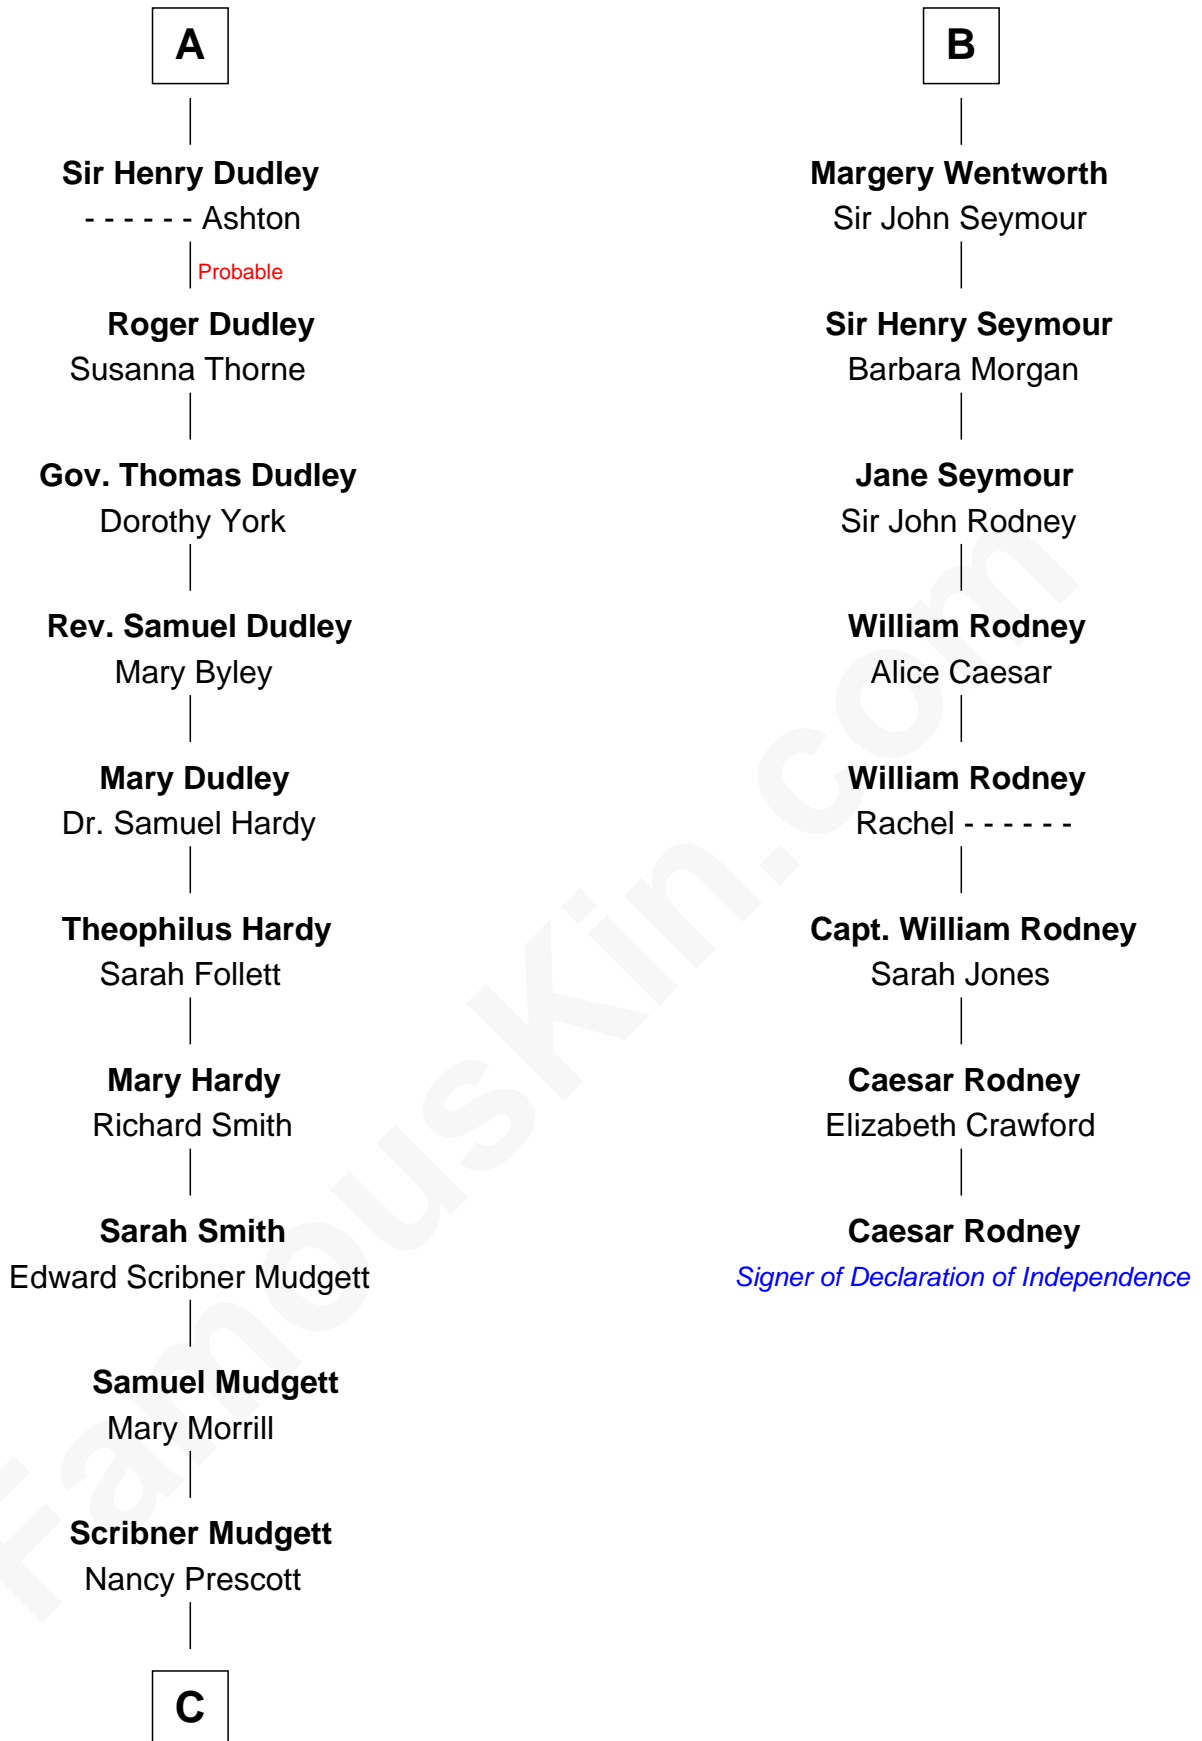 A
Sir Henry Dudley
- - - - - - Ashton
Probable
Roger Dudley
Susanna Thorne
Gov. Thomas Dudley
Dorothy York
Rev. Samuel Dudley
Mary Byley
Mary Dudley
Dr. Samuel Hardy
Theophilus Hardy
Sarah Follett
Mary Hardy
Richard Smith
Sarah Smith
Edward Scribner Mudgett
Samuel Mudgett
Mary Morrill
Scribner Mudgett
Nancy Prescott
C
B
Margery Wentworth
Sir John Seymour
Sir Henry Seymour
Barbara Morgan
Jane Seymour
Sir John Rodney
William Rodney
Alice Caesar
William Rodney
Rachel - - - - - -
Capt. William Rodney
Sarah Jones
Caesar Rodney
Elizabeth Crawford
Caesar Rodney
Signer of Declaration of Independence
FamousKin.com